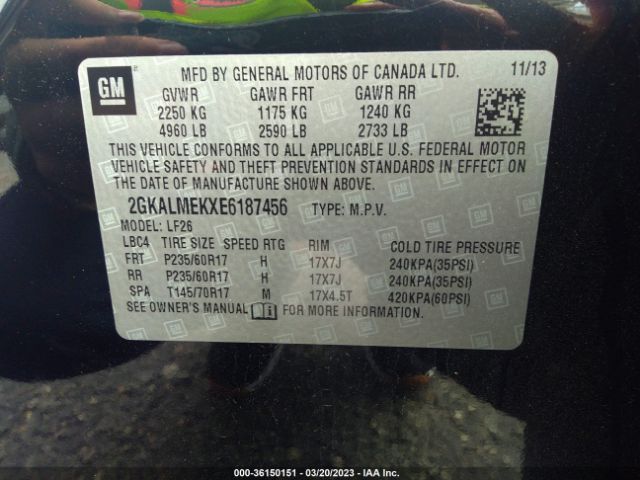 GM
MFD BY GENERAL MOTORS OF CANADA LTD. 11/13
GVWR GAWR FRT GAWR RR
2250 KG 1175 KG 1240 KG
4960 LB 2590 LB 2733 LB
THIS VEHICLE CONFORMS TO ALL APPLICABLE U.S. FEDERAL MOTOR
VEHICLE SAFETY AND THEFT PREVENTION STANDARDS IN EFFECT ON
THE DATE OF MANUFACTURE SHOWN ABOVE.
2GKALMEKXE6187456 TYPE: M.P.V.
MODEL: LF26
LBC4 TIRE SIZE SPEED RTG RIM COLD TIRE PRESSURE
FRT P235/60R17 H 17X7J 240KPA(35PSI)
RR P235/60R17 H 17X7J 240KPA(35PSI)
SPA T145/70R17 M 17X4.5T 420KPA(60PSI)
SEE OWNER'S MANUAL FOR MORE INFORMATION.
000-36150151 - 03/20/2023 - IAA Inc.